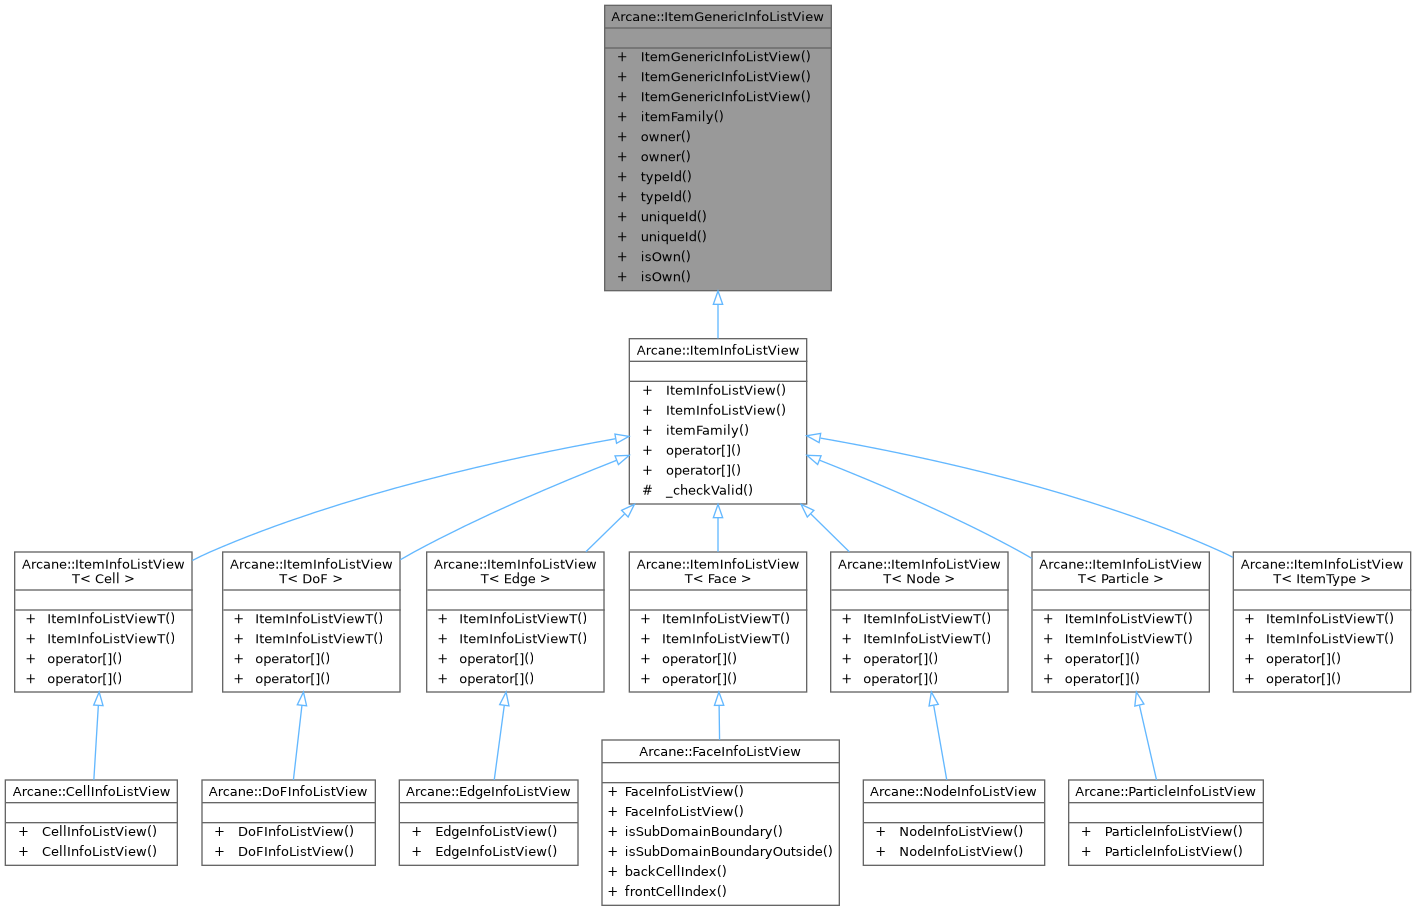 Arcane::ItemGenericInfoListView
+ ItemGenericInfoListView()
+ ItemGenericInfoListView()
+ ItemGenericInfoListView()
+ itemFamily()
+ owner()
+ owner()
+ typeId()
+ typeId()
+ uniqueId()
+ uniqueId()
+ isOwn()
+ isOwn()
Arcane::ItemInfoListView
+ ItemInfoListView()
+ ItemInfoListView()
+ itemFamily()
+ operator[]()
+ operator[]()
# _checkValid()
Arcane::ItemInfoListView
T< Cell >
+ ItemInfoListViewT()
+ ItemInfoListViewT()
+ operator[]()
+ operator[]()
Arcane::ItemInfoListView
T< DoF >
+ ItemInfoListViewT()
+ ItemInfoListViewT()
+ operator[]()
+ operator[]()
Arcane::ItemInfoListView
T< Edge >
+ ItemInfoListViewT()
+ ItemInfoListViewT()
+ operator[]()
+ operator[]()
Arcane::ItemInfoListView
T< Face >
+ ItemInfoListViewT()
+ ItemInfoListViewT()
+ operator[]()
+ operator[]()
Arcane::ItemInfoListView
T< Node >
+ ItemInfoListViewT()
+ ItemInfoListViewT()
+ operator[]()
+ operator[]()
Arcane::ItemInfoListView
T< Particle >
+ ItemInfoListViewT()
+ ItemInfoListViewT()
+ operator[]()
+ operator[]()
Arcane::ItemInfoListView
T< ItemType >
+ ItemInfoListViewT()
+ ItemInfoListViewT()
+ operator[]()
+ operator[]()
Arcane::CellInfoListView
+ CellInfoListView()
+ CellInfoListView()
Arcane::DoFInfoListView
+ DoFInfoListView()
+ DoFInfoListView()
Arcane::EdgeInfoListView
+ EdgeInfoListView()
+ EdgeInfoListView()
Arcane::FaceInfoListView
+ FaceInfoListView()
+ FaceInfoListView()
+ isSubDomainBoundary()
+ isSubDomainBoundaryOutside()
+ backCellIndex()
+ frontCellIndex()
Arcane::NodeInfoListView
+ NodeInfoListView()
+ NodeInfoListView()
Arcane::ParticleInfoListView
+ ParticleInfoListView()
+ ParticleInfoListView()